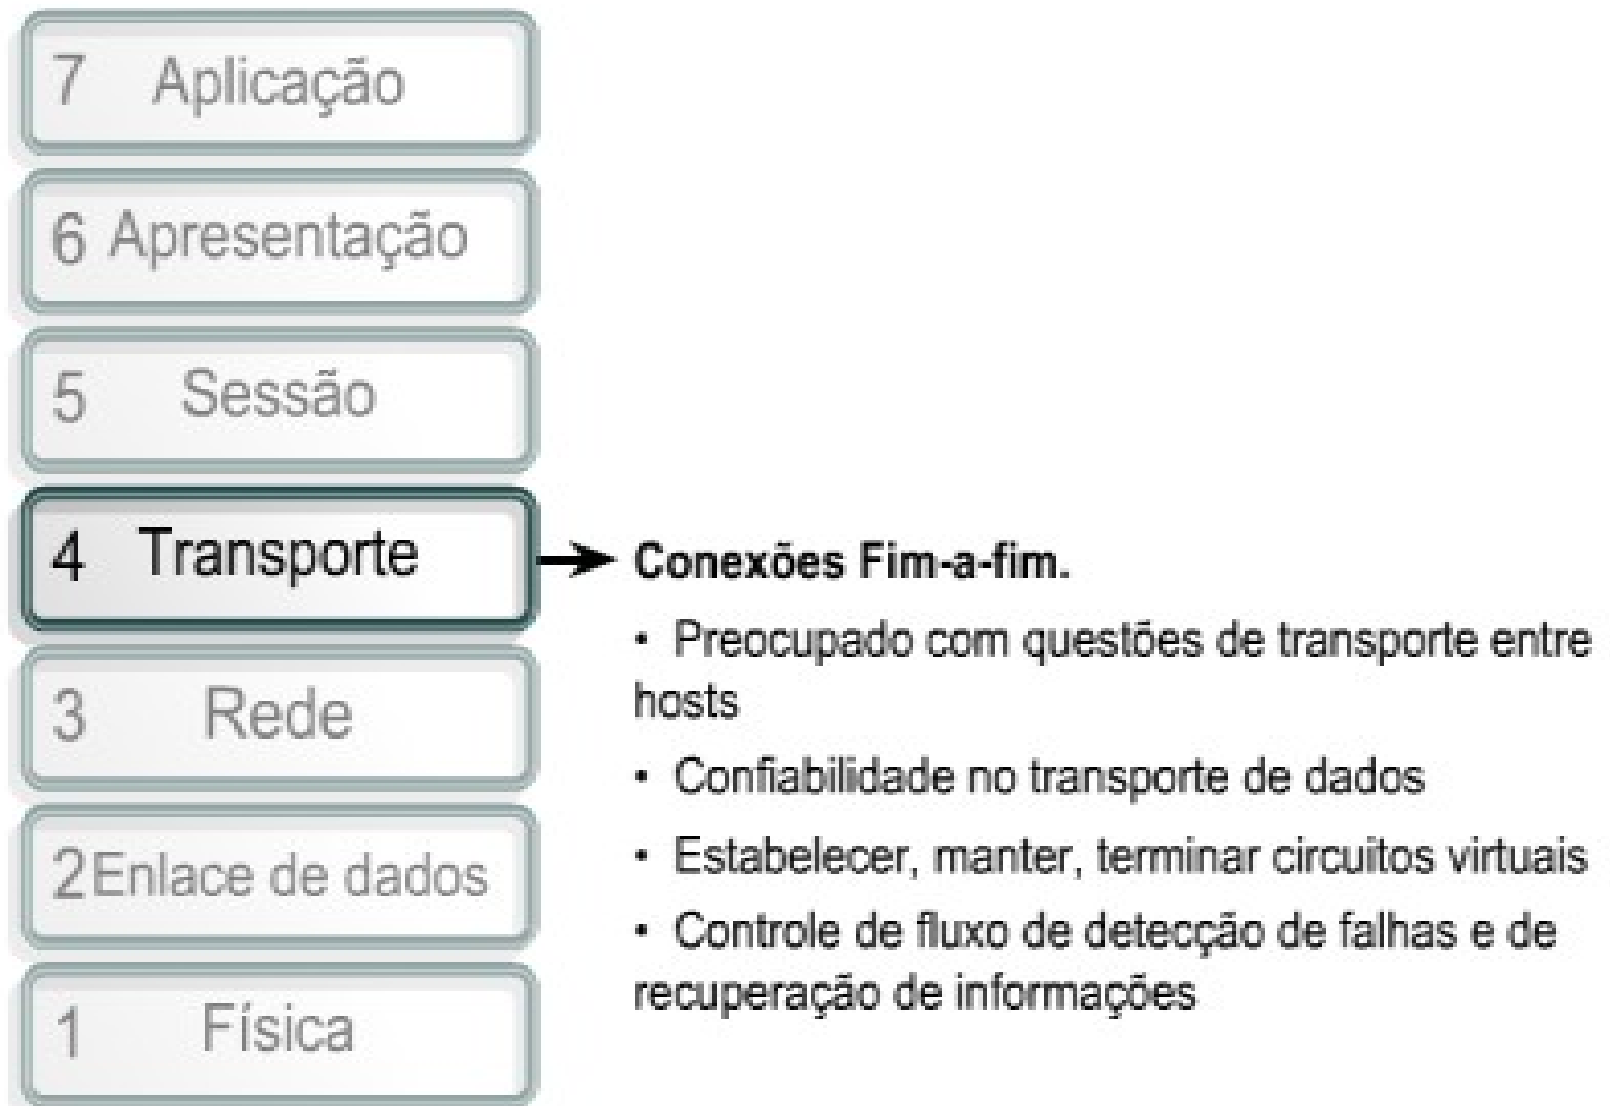 7 Aplicação
6 Apresentação
5 Sessão
4 Transporte
Conexões Fim-a-fim.
• Preocupado com questões de transporte entre
hosts
• Confiabilidade no transporte de dados
• Estabelecer, manter, terminar circuitos virtuais
• Controle de fluxo de detecção de falhas e de
recuperação de informações
3 Rede
2 Enlace de dados
1 Física